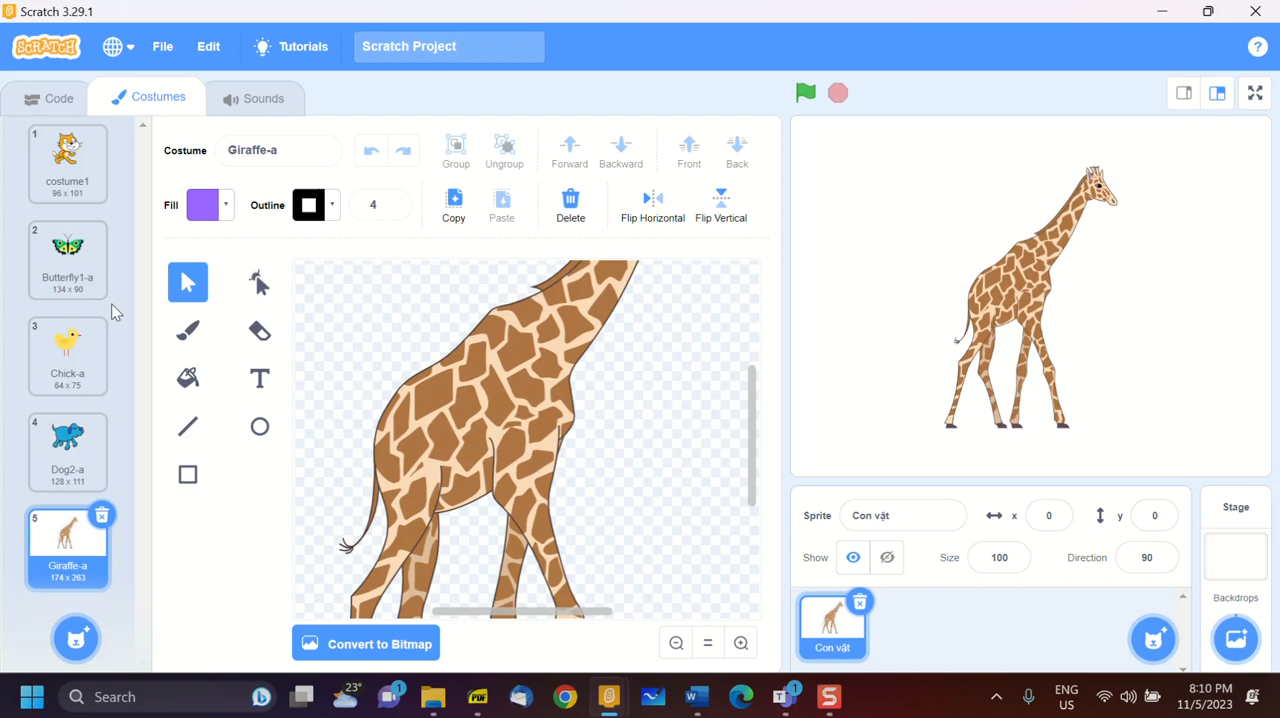 Scratch 3.29.1
SCRATCH
File
Edit
Tutorials
Scratch Project
?
Code
Costumes
Sounds
1
costume1
96 x 101
2
Butterfly1-a
134 x 90
3
Chick-a
64 x 75
4
Dog2-a
128 x 111
5
Giraffe-a
174 x 263
Costume
Giraffe-a
Group
Ungroup
Forward
Backward
Front
Back
Fill
Outline
4
Copy
Paste
Delete
Flip Horizontal
Flip Vertical
T
Convert to Bitmap
Sprite
Con vật
x
0
y
0
Show
Size
100
Direction
90
Con vật
Stage
Backdrops
Search
23°
1
PDF
1
ENG
US
8:10 PM
11/5/2023